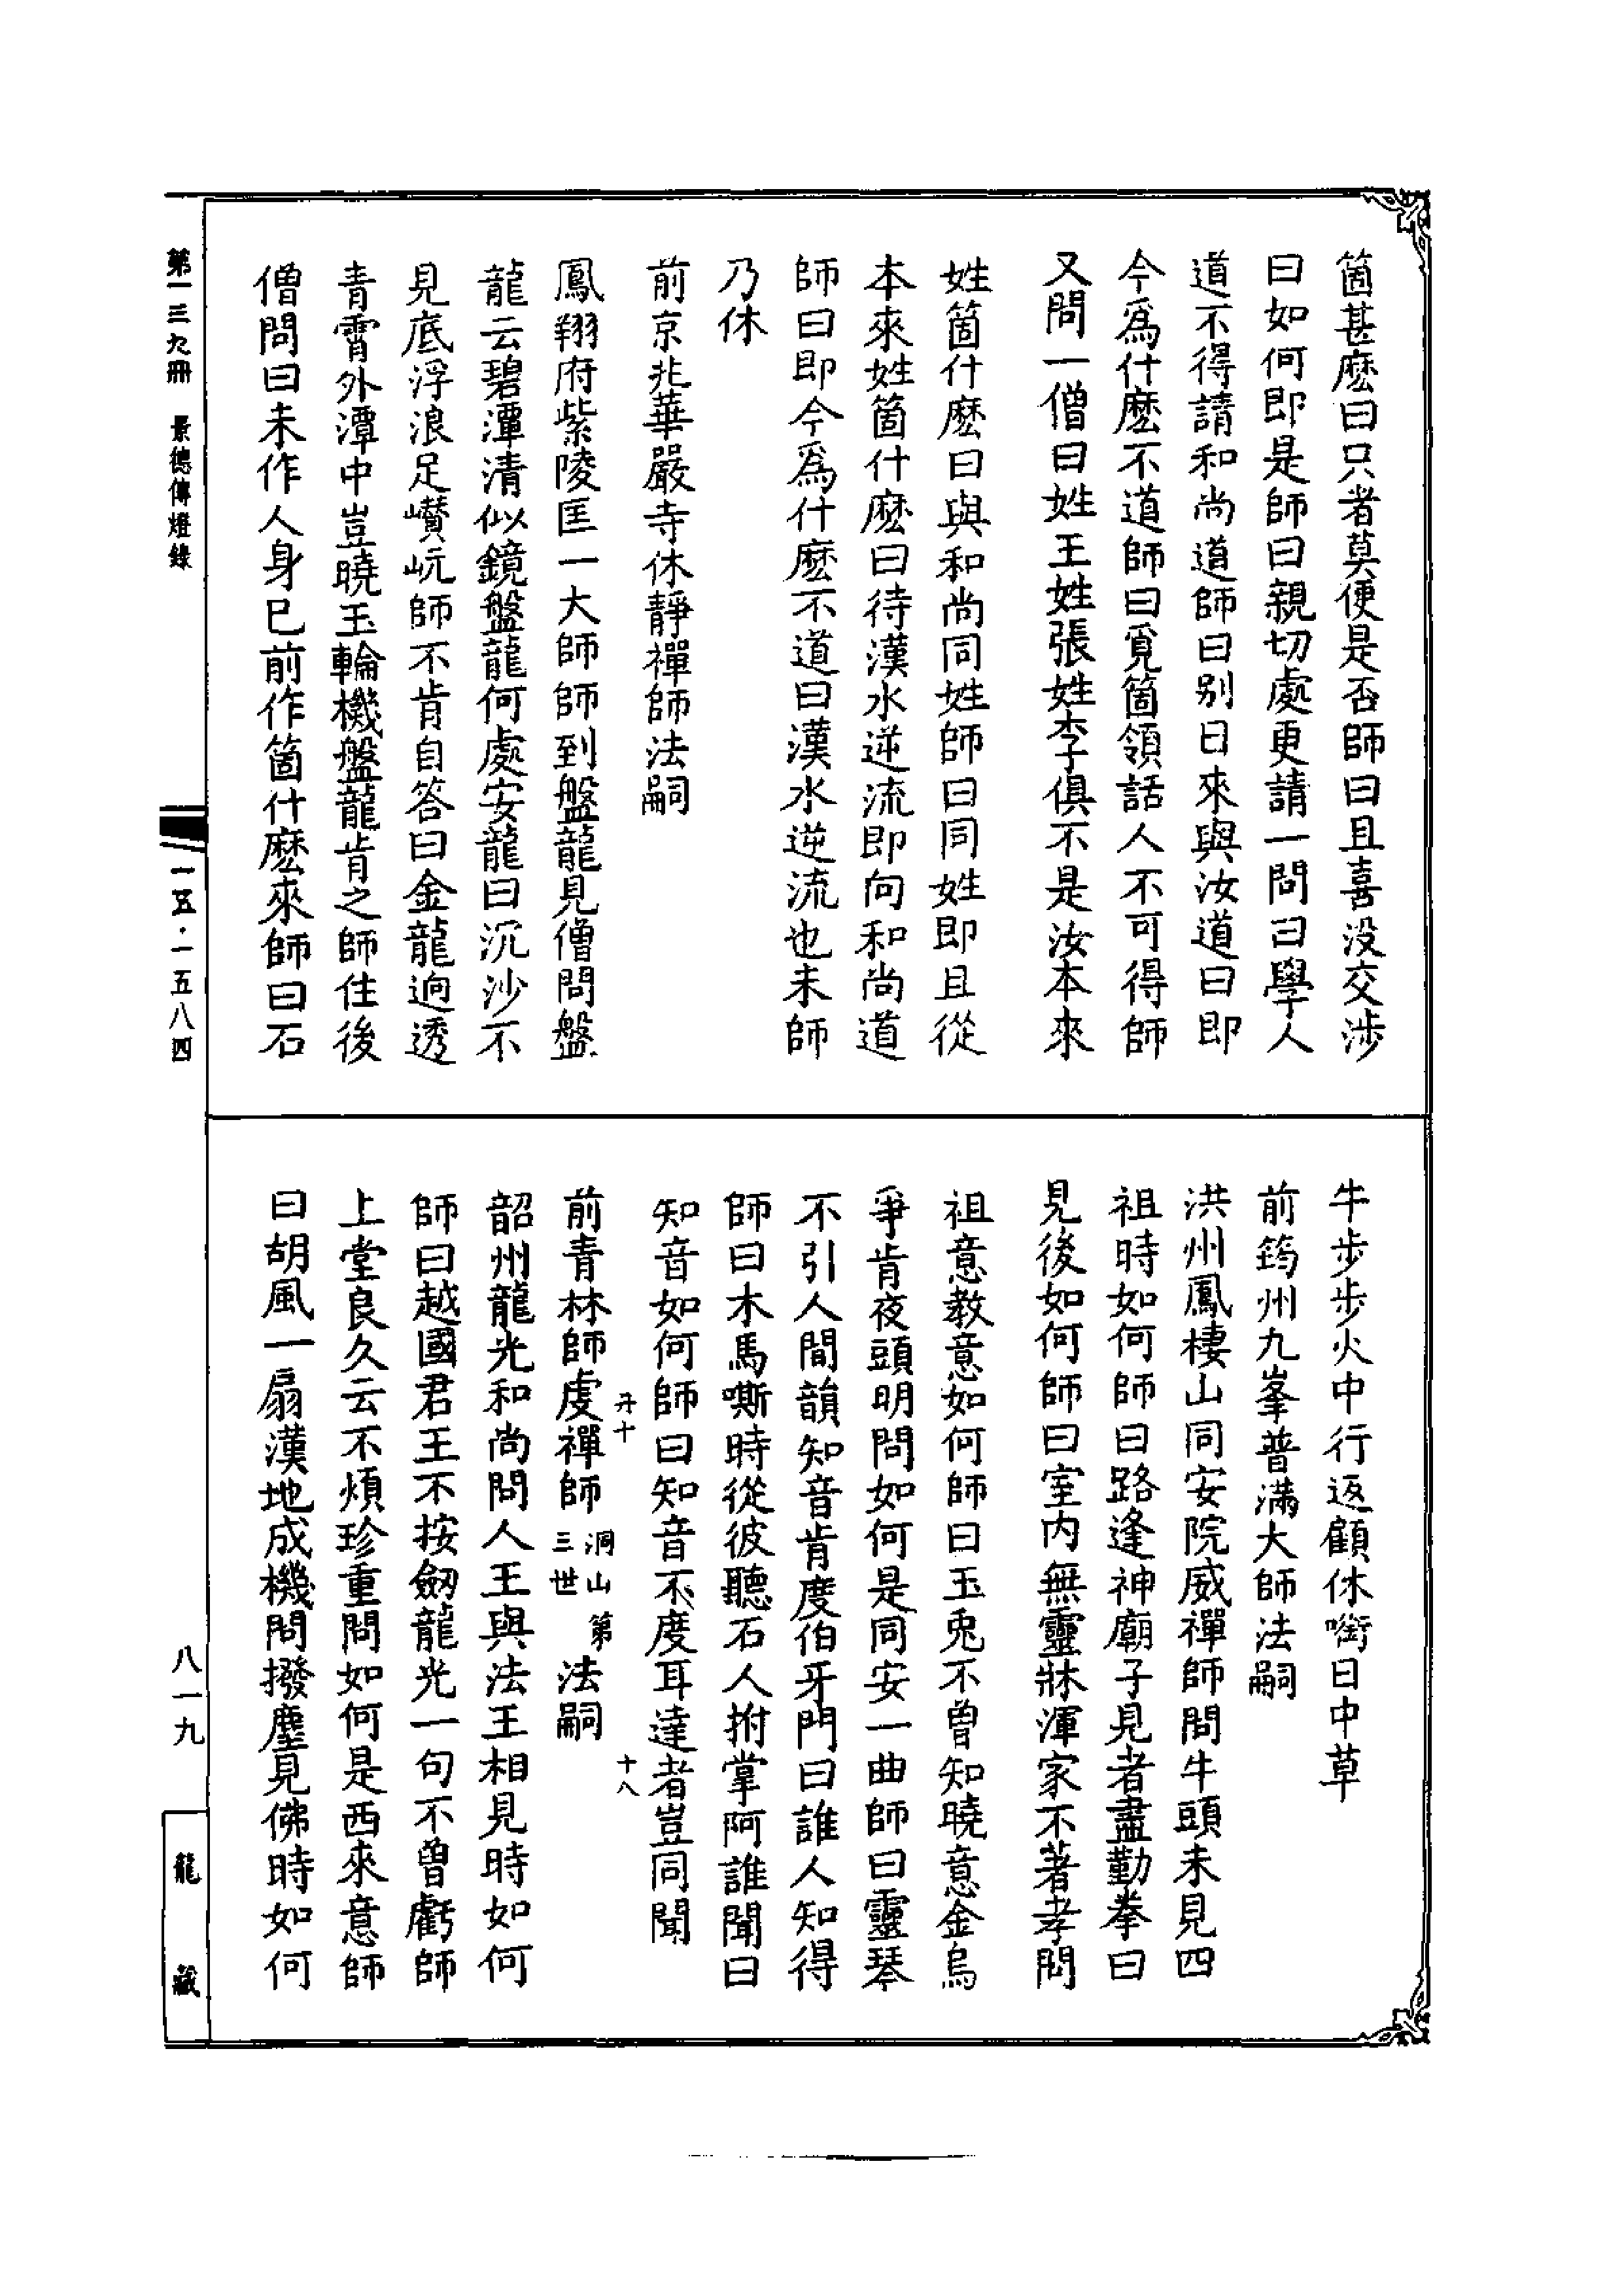 箇甚麽曰只者莫便是否師曰且喜没交涉
曰如何即是師曰親切處更請一問曰學人
道不得請和尚道師曰别日來與汝道曰即
今爲什麽不道師曰覓箇領話人不可得師
又問一僧曰姓王姓張姓李俱不是汝本來
姓箇什麽曰與和尚同姓師曰同姓即且從
本來姓箇什麽曰待漢水逆流即向和尚道
師曰即今爲什麽不道曰漢水逆流也未師
乃休
前京兆華嚴寺休靜禪師法嗣
鳳翔府紫陵匡一大師師到盤龍見僧問盤
龍云碧潭清似鏡盤龍何處安龍曰沉沙不
見底浮浪足巑岏師不肯自答曰金龍逈透
青霄外潭中豈曉玉輪機盤龍肯之師住後
僧問曰未作人身巳前作箇什麽來師曰石
牛步步火中行返顧休㘅日中草
前筠州九峯普滿大師法嗣
洪州鳳棲山同安院威禪師問牛頭未見四
祖時如何師曰路逢神廟子見者盡勤拳曰
見後如何師曰室内無靈牀渾家不著孝問
祖意教意如何師曰玉兎不曾知曉意金烏
爭肯夜頭明問如何是同安一曲師曰靈琴
不引人間韻知音肯度伯牙門曰誰人知得
師曰木馬嘶時從彼聽石人拊掌阿誰聞曰
知音如何師曰知音不度耳達者豈同聞
前青林師虔禪師洞山第三世法嗣
韶州龍光和尚問人王與法王相見時如何
師曰越國君王不按劒龍光一句不曾虧師
上堂良久云不煩珍重問如何是西來意師
曰胡風一扇漢地成機問撥塵見佛時如何
十八
第一三九冊 景德傳燈錄
一五·一五八四
八一九
龍藏